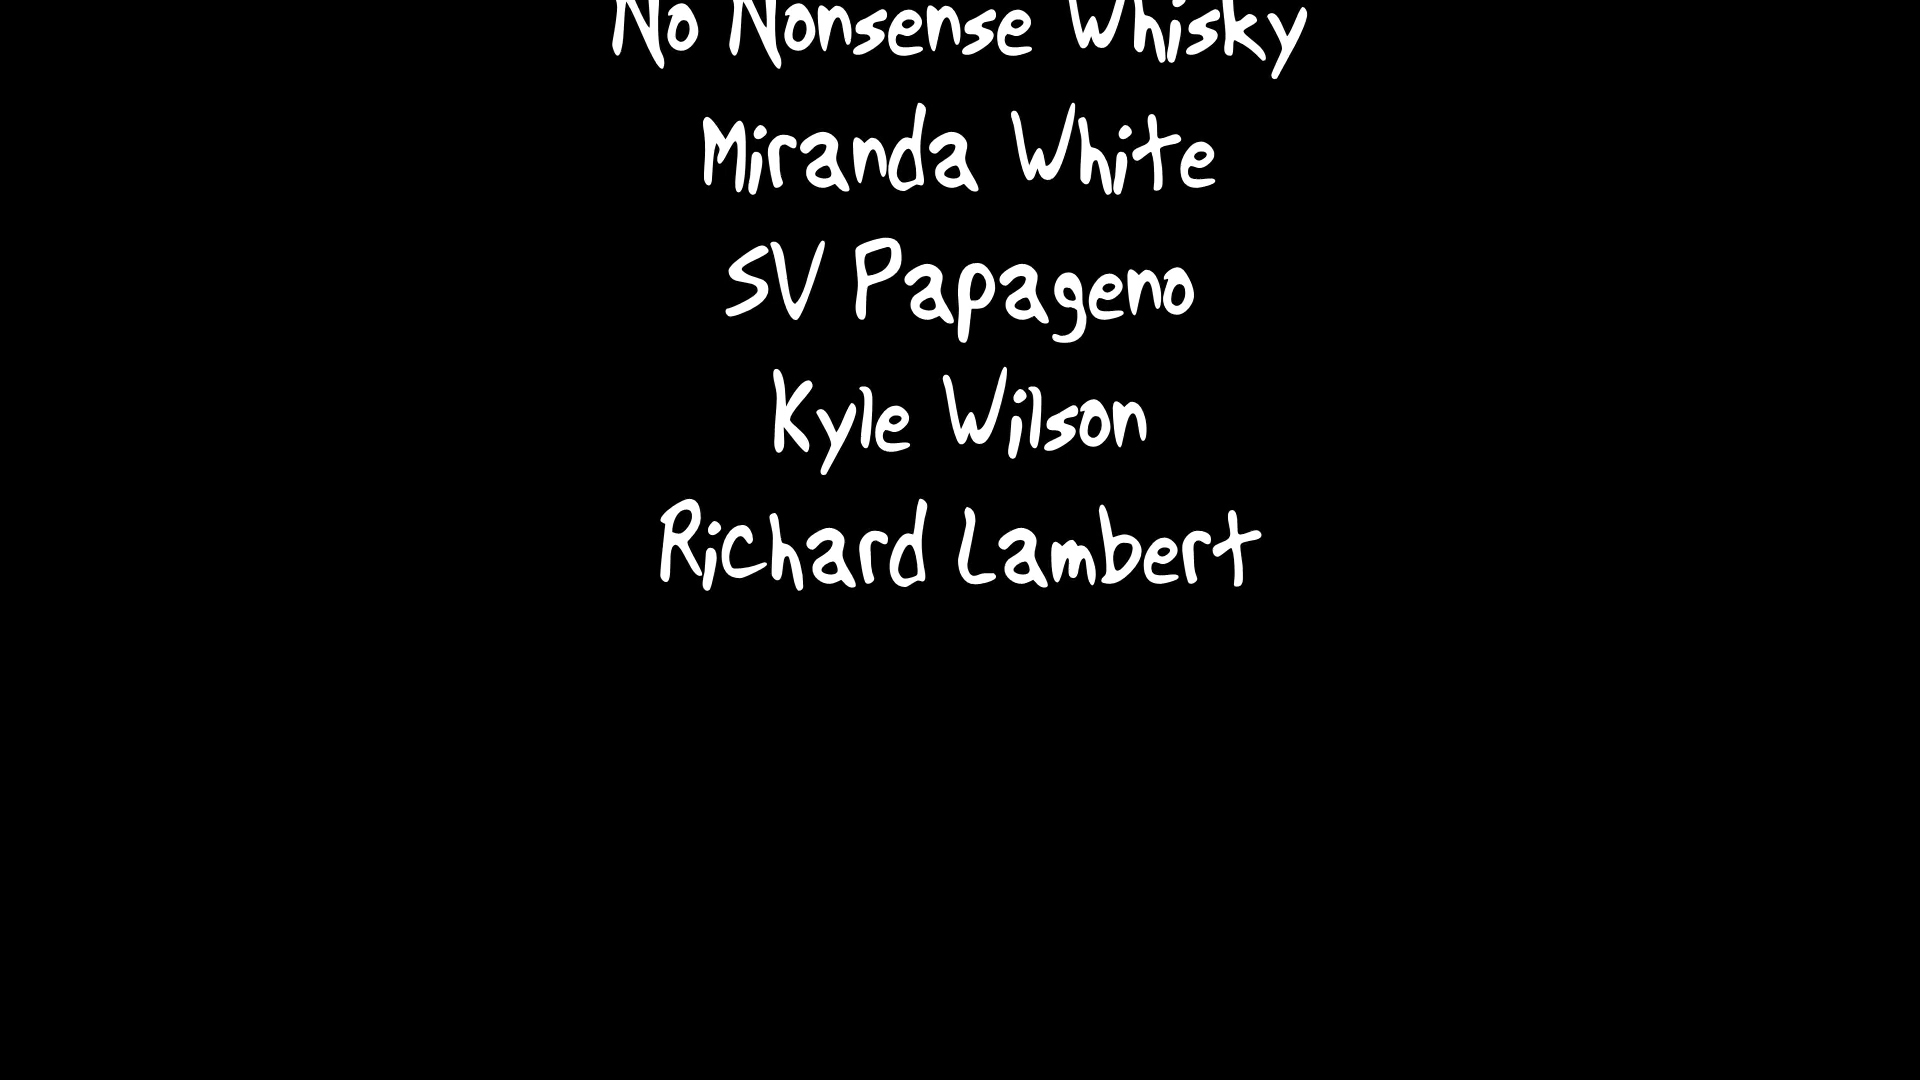 No Nonsense Whisky
Miranda White
SV Papageno
Kyle Wilson
Richard Lambert